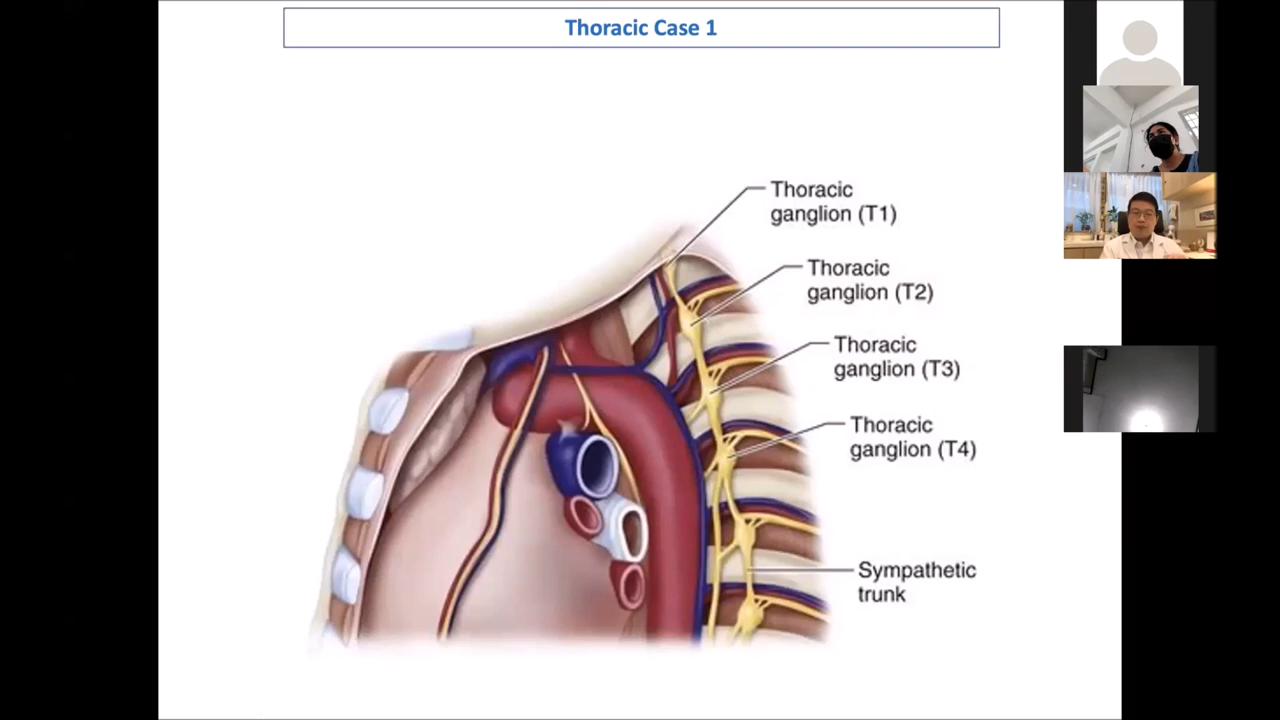 Thoracic Case 1
Thoracic
ganglion (T1)
Thoracic
ganglion (T2)
Thoracic
ganglion (T3)
Thoracic
ganglion (T4)
Sympathetic
trunk